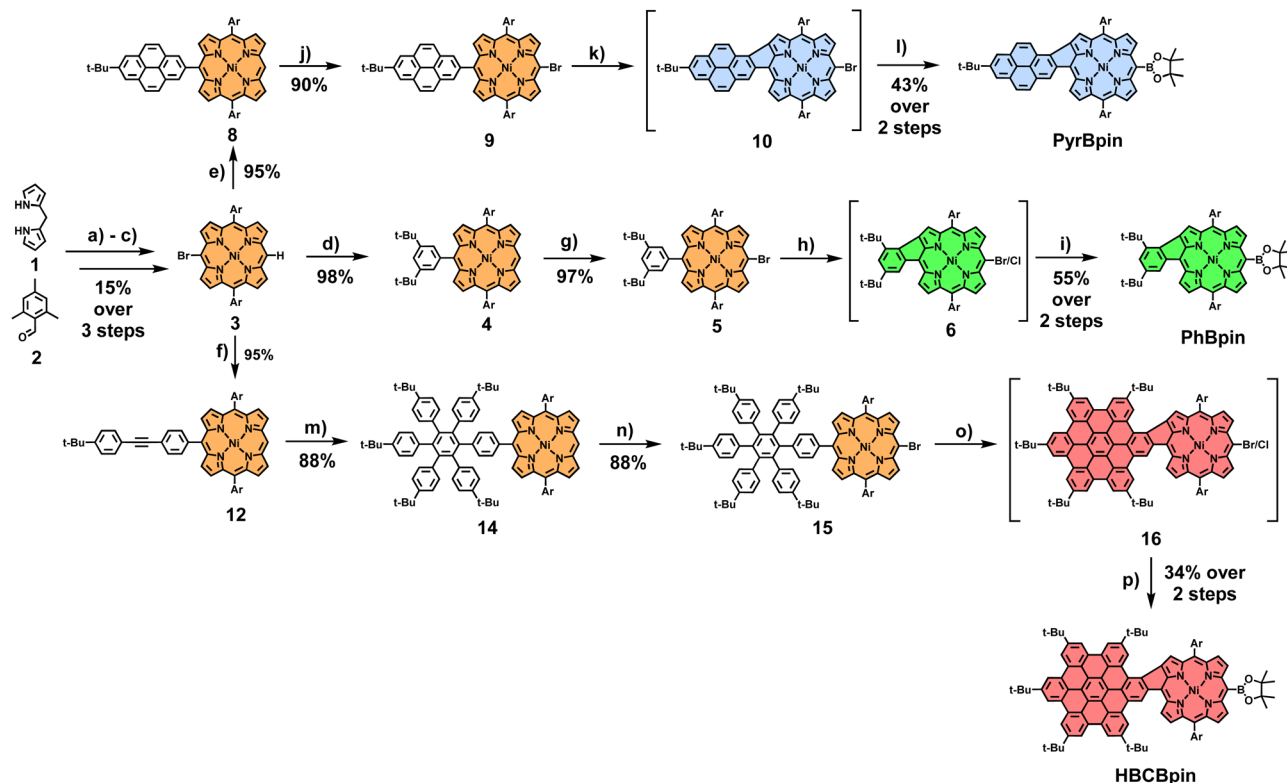 Ar
t-Bu
N
N
N
N
Ni
Ar
8
j)
90%
Ar
t-Bu
N
N
N
N
Ni
Br
Ar
9
k)
Ar
t-Bu
N
N
N
N
Ni
Br
Ar
10
l)
43%
over
2 steps
Ar
t-Bu
N
N
N
N
Ni
B
O
O
Ar
PyrBpin
e)
95%
HN
HN
1
O
2
a) - c)
15%
over
3 steps
Ar
Br
N
N
N
N
Ni
H
Ar
3
d)
98%
t-Bu
t-Bu
Ar
N
N
N
N
Ni
Ar
4
g)
97%
t-Bu
t-Bu
Ar
N
N
N
N
Ni
Br
Ar
5
h)
t-Bu
t-Bu
Ar
N
N
N
N
Ni
Br/Cl
Ar
6
i)
55%
over
2 steps
t-Bu
t-Bu
Ar
N
N
N
N
Ni
B
O
O
Ar
PhBpin
f)
95%
Ar
t-Bu
N
N
N
N
Ni
Ar
12
m)
88%
t-Bu
t-Bu
t-Bu
t-Bu
t-Bu
Ar
N
N
N
N
Ni
Ar
14
n)
88%
t-Bu
t-Bu
t-Bu
t-Bu
t-Bu
Ar
N
N
N
N
Ni
Br
Ar
15
o)
t-Bu
t-Bu
t-Bu
t-Bu
t-Bu
Ar
N
N
N
N
Ni
Br/Cl
Ar
16
p)
34% over
2 steps
t-Bu
t-Bu
t-Bu
t-Bu
t-Bu
Ar
N
N
N
N
Ni
B
O
O
Ar
HBCBpin